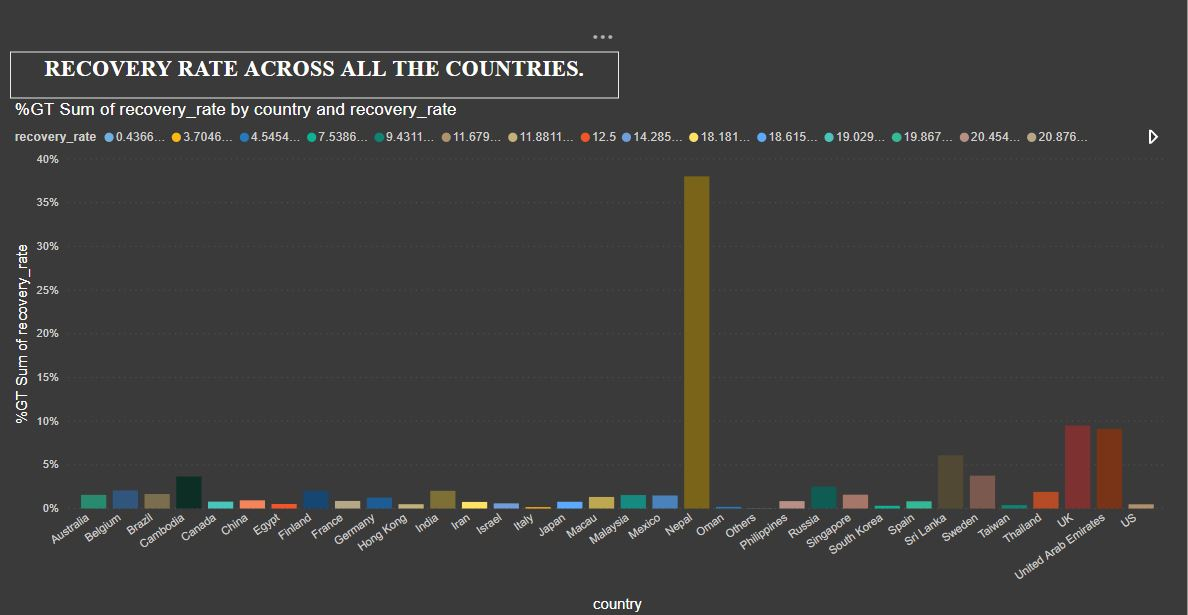 RECOVERY RATE ACROSS ALL THE COUNTRIES.
%GT Sum of recovery_rate by country and recovery_rate
recovery_rate 0.4366... 3.7046... 4.5454... 7.5386... 9.4311... 11.679... 11.8811... 12.5 14.285... 18.181... 18.615... 19.029... 19.867... 20.454... 20.876...
%GT Sum of recovery_rate
40%
35%
30%
25%
20%
15%
10%
5%
0%
Australia
Belgium
Brazil
Cambodia
Canada
China
Egypt
Finland
France
Germany
Hong Kong
India
Iran
Israel
Italy
Japan
Macau
Malaysia
Mexico
Nepal
Oman
Others
Philippines
Russia
Singapore
South Korea
Spain
Sri Lanka
Sweden
Taiwan
Thailand
UK
United Arab Emirates
US
country